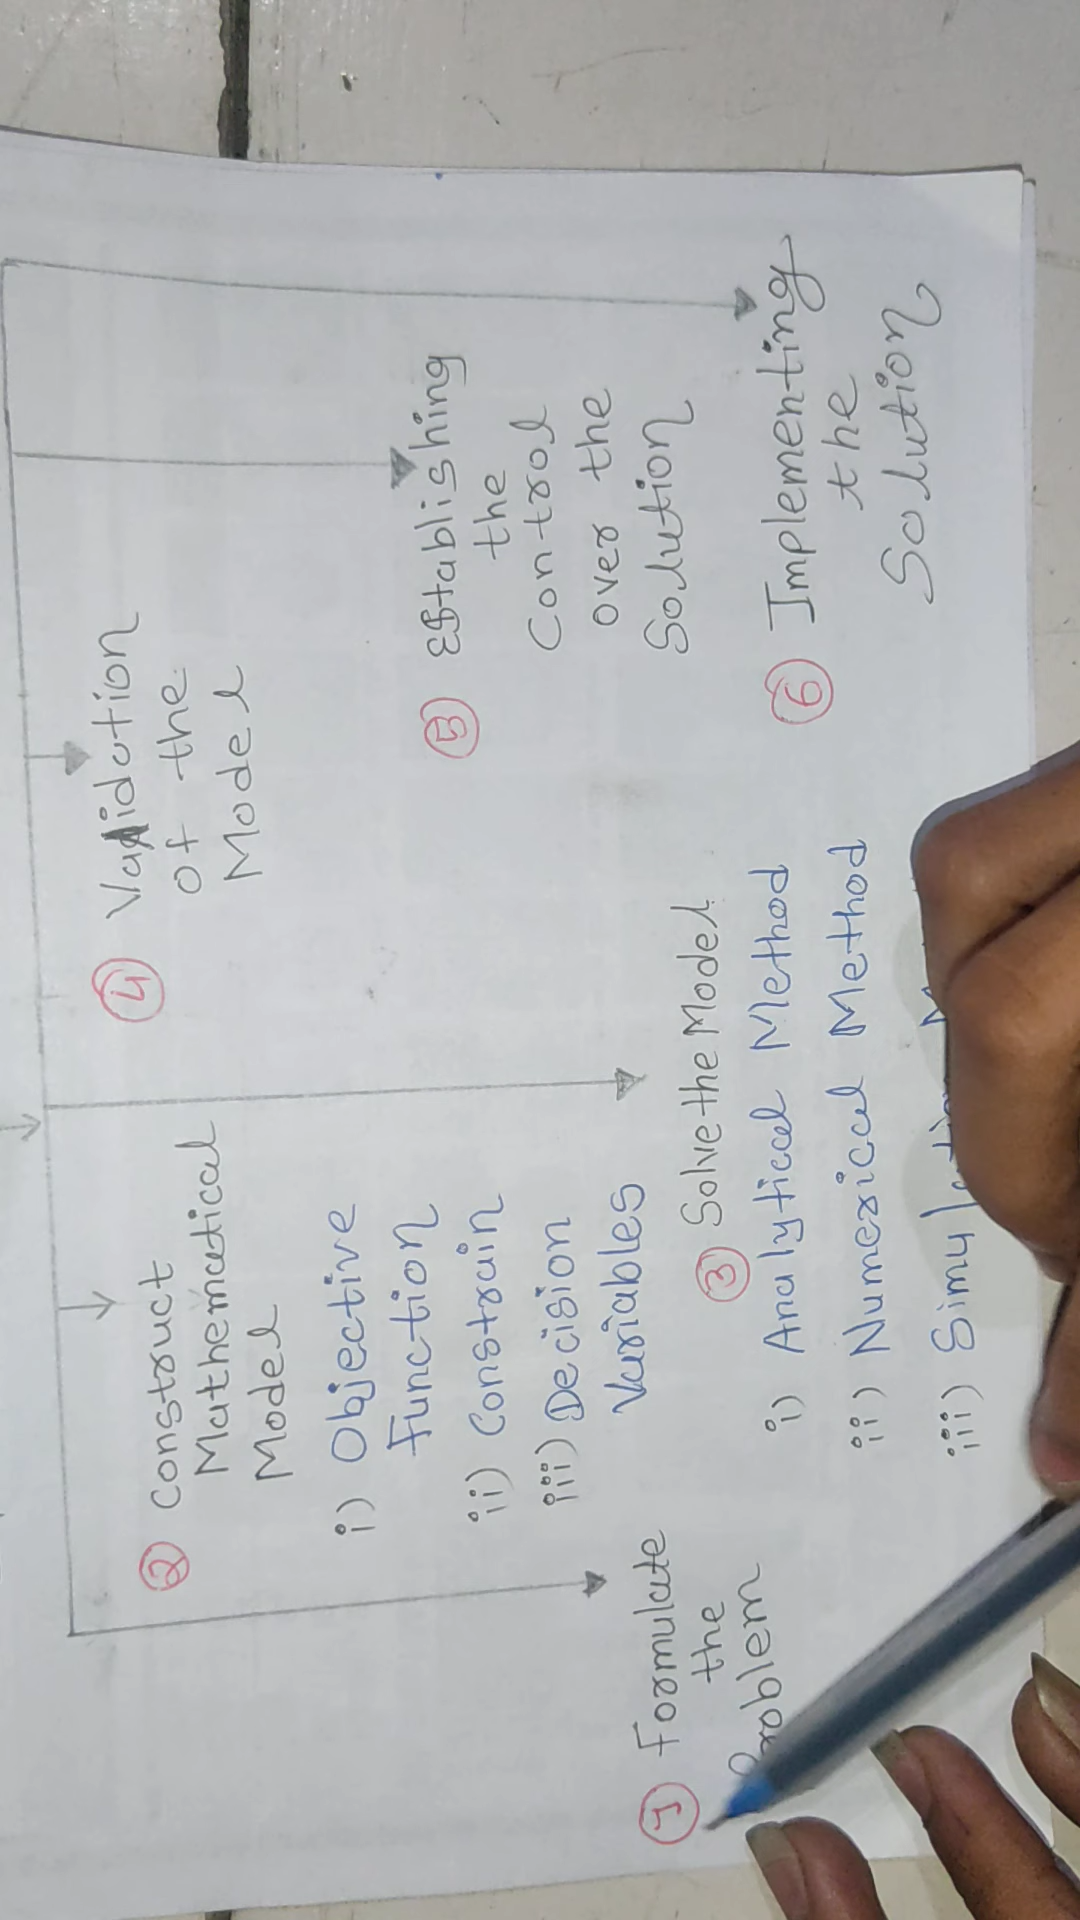 ① Formulate
the
Problem
② Construct
Mathematical
Model
i) Objective
Function
ii) Constrain
iii) Decision
Variables
③ Solve the Model
i) Analytical Method
ii) Numerical Method
iii) Simulation
④ Validation
of the
Model
⑤ Establishing
the
Control
over the
Solution
⑥ Implementing
the
Solution